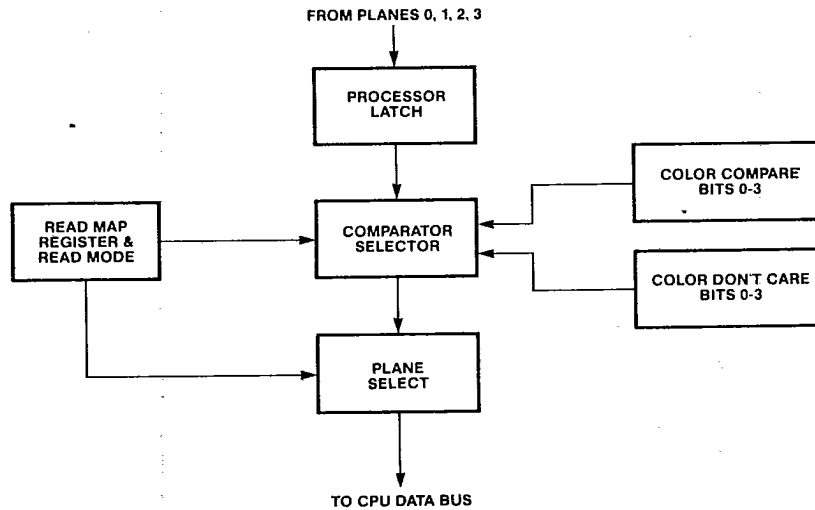 FROM PLANES 0, 1, 2, 3
PROCESSOR
LATCH
COLOR COMPARE
BITS 0-3
READ MAP
REGISTER &
READ MODE
COMPARATOR
SELECTOR
COLOR DON'T CARE
BITS 0-3
PLANE
SELECT
TO CPU DATA BUS